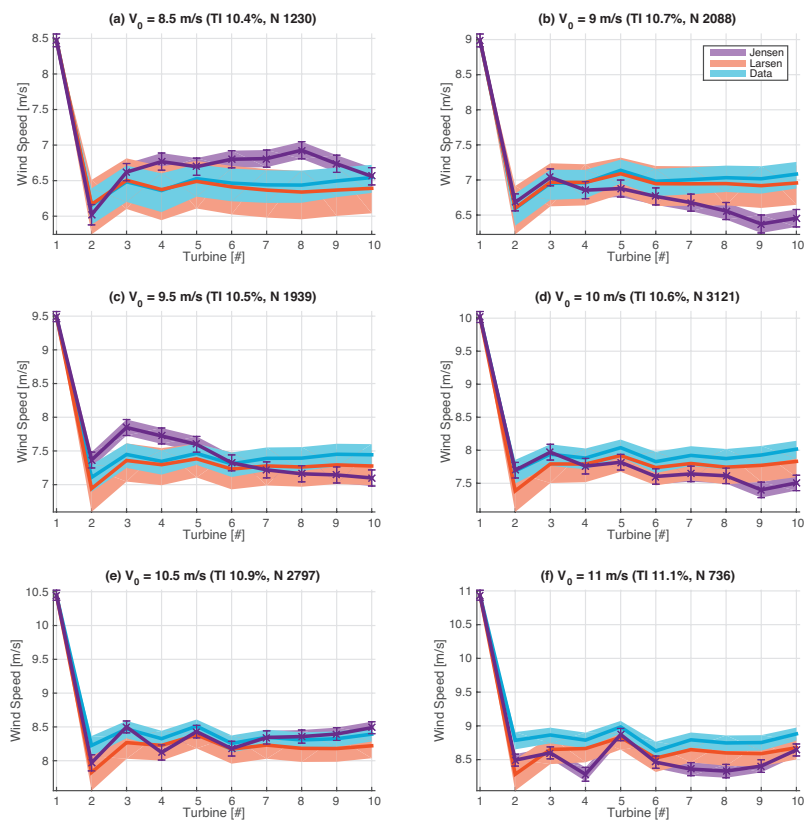 (a) V0 = 8.5 m/s (TI 10.4%, N 1230)
8.5
8
7.5
7
6.5
6
Wind Speed [m/s]
1 2 3 4 5 6 7 8 9 10
Turbine [#]
(b) V0 = 9 m/s (TI 10.7%, N 2088)
Jensen
Larsen
Data
9
8.5
8
7.5
7
6.5
Wind Speed [m/s]
1 2 3 4 5 6 7 8 9 10
Turbine [#]
(c) V0 = 9.5 m/s (TI 10.5%, N 1939)
9.5
9
8.5
8
7.5
7
Wind Speed [m/s]
1 2 3 4 5 6 7 8 9 10
Turbine [#]
(d) V0 = 10 m/s (TI 10.6%, N 3121)
10
9.5
9
8.5
8
7.5
Wind Speed [m/s]
1 2 3 4 5 6 7 8 9 10
Turbine [#]
(e) V0 = 10.5 m/s (TI 10.9%, N 2797)
10.5
10
9.5
9
8.5
8
Wind Speed [m/s]
1 2 3 4 5 6 7 8 9 10
Turbine [#]
(f) V0 = 11 m/s (TI 11.1%, N 736)
11
10.5
10
9.5
9
8.5
Wind Speed [m/s]
1 2 3 4 5 6 7 8 9 10
Turbine [#]